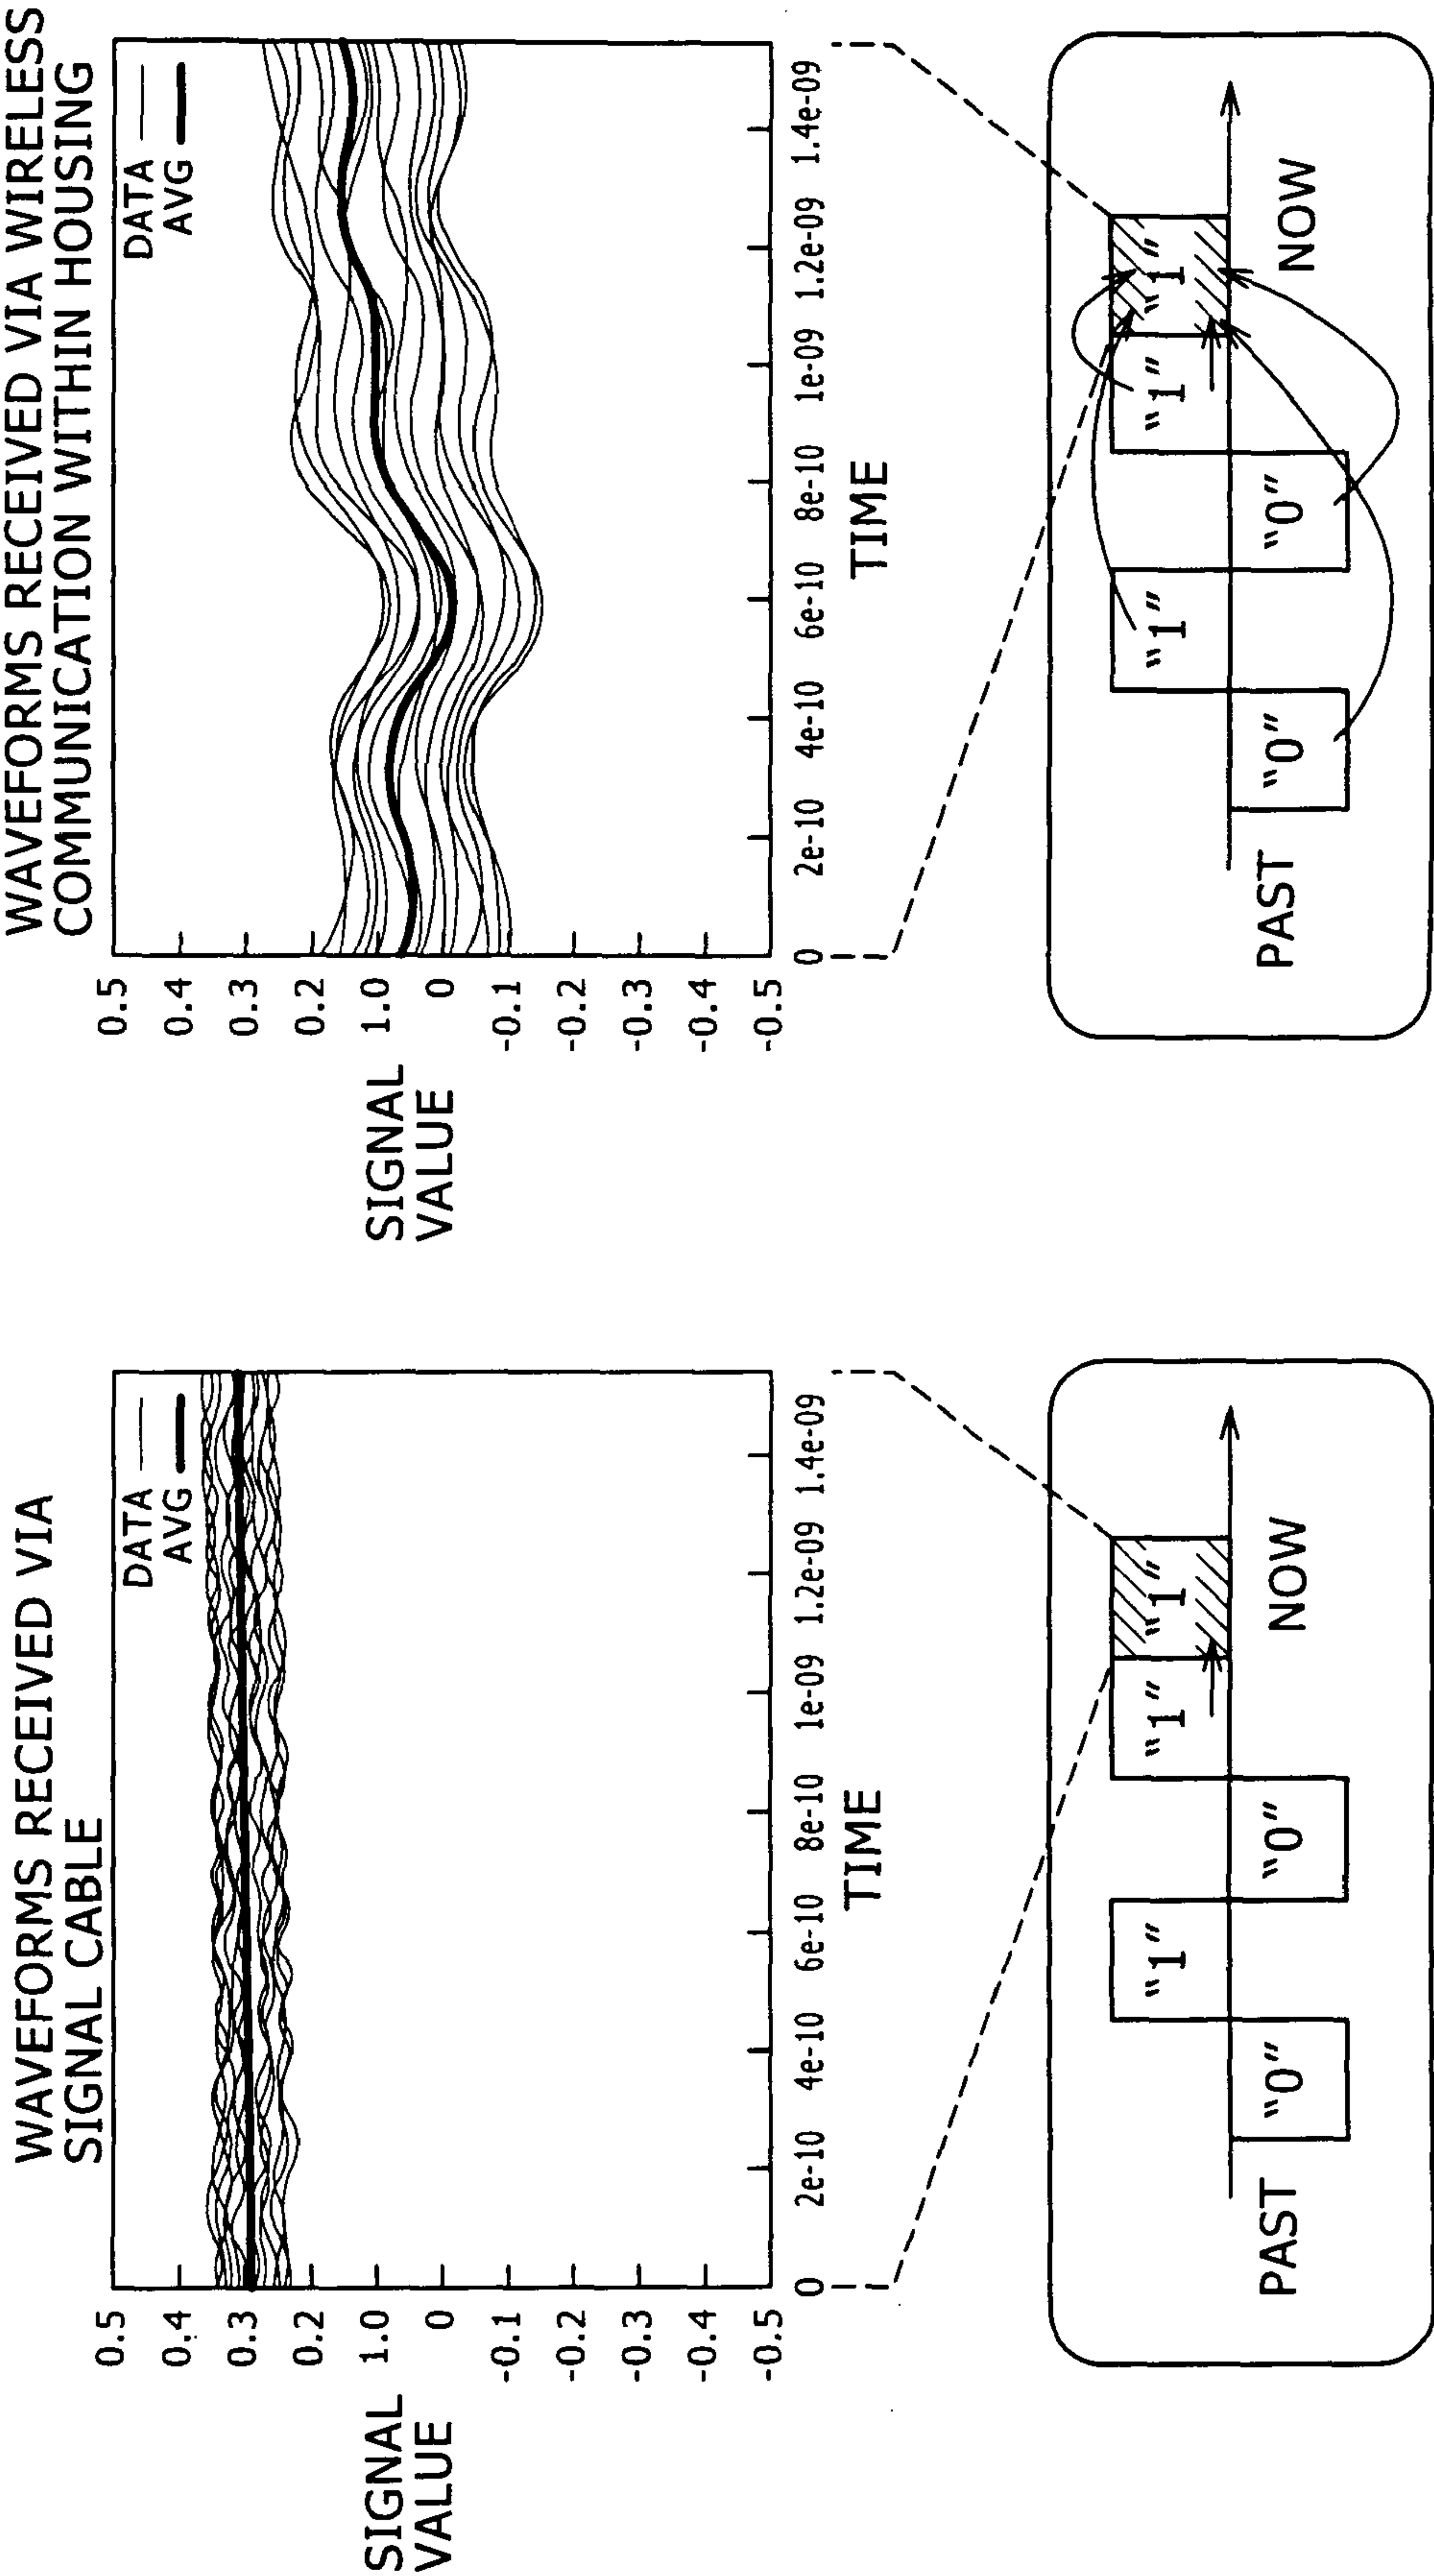 WAVEFORMS RECEIVED VIA
SIGNAL CABLE
DATA
AVG
0.5
0.4
0.3
0.2
1.0
0
-0.1
-0.2
-0.3
-0.4
-0.5
SIGNAL
VALUE
0 2e-10 4e-10 6e-10 8e-10 1e-09 1.2e-09 1.4e-09
TIME
"0" "1" "0" "1" "1"
PAST
NOW
WAVEFORMS RECEIVED VIA WIRELESS
COMMUNICATION WITHIN HOUSING
DATA
AVG
0.5
0.4
0.3
0.2
1.0
0
-0.1
-0.2
-0.3
-0.4
-0.5
SIGNAL
VALUE
0 2e-10 4e-10 6e-10 8e-10 1e-09 1.2e-09 1.4e-09
TIME
"0" "1" "0" "1" "1"
PAST
NOW